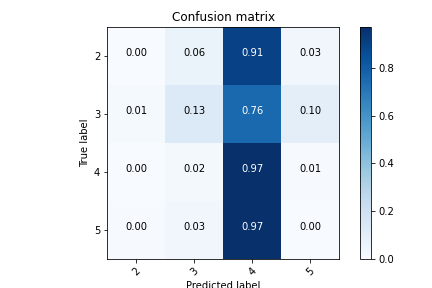 Confusion matrix
2 0.00 0.06 0.91 0.03
3 0.01 0.13 0.76 0.10
4 0.00 0.02 0.97 0.01
5 0.00 0.03 0.97 0.00
2 3 4 5
True label
Predicted label
0.8
0.6
0.4
0.2
0.0